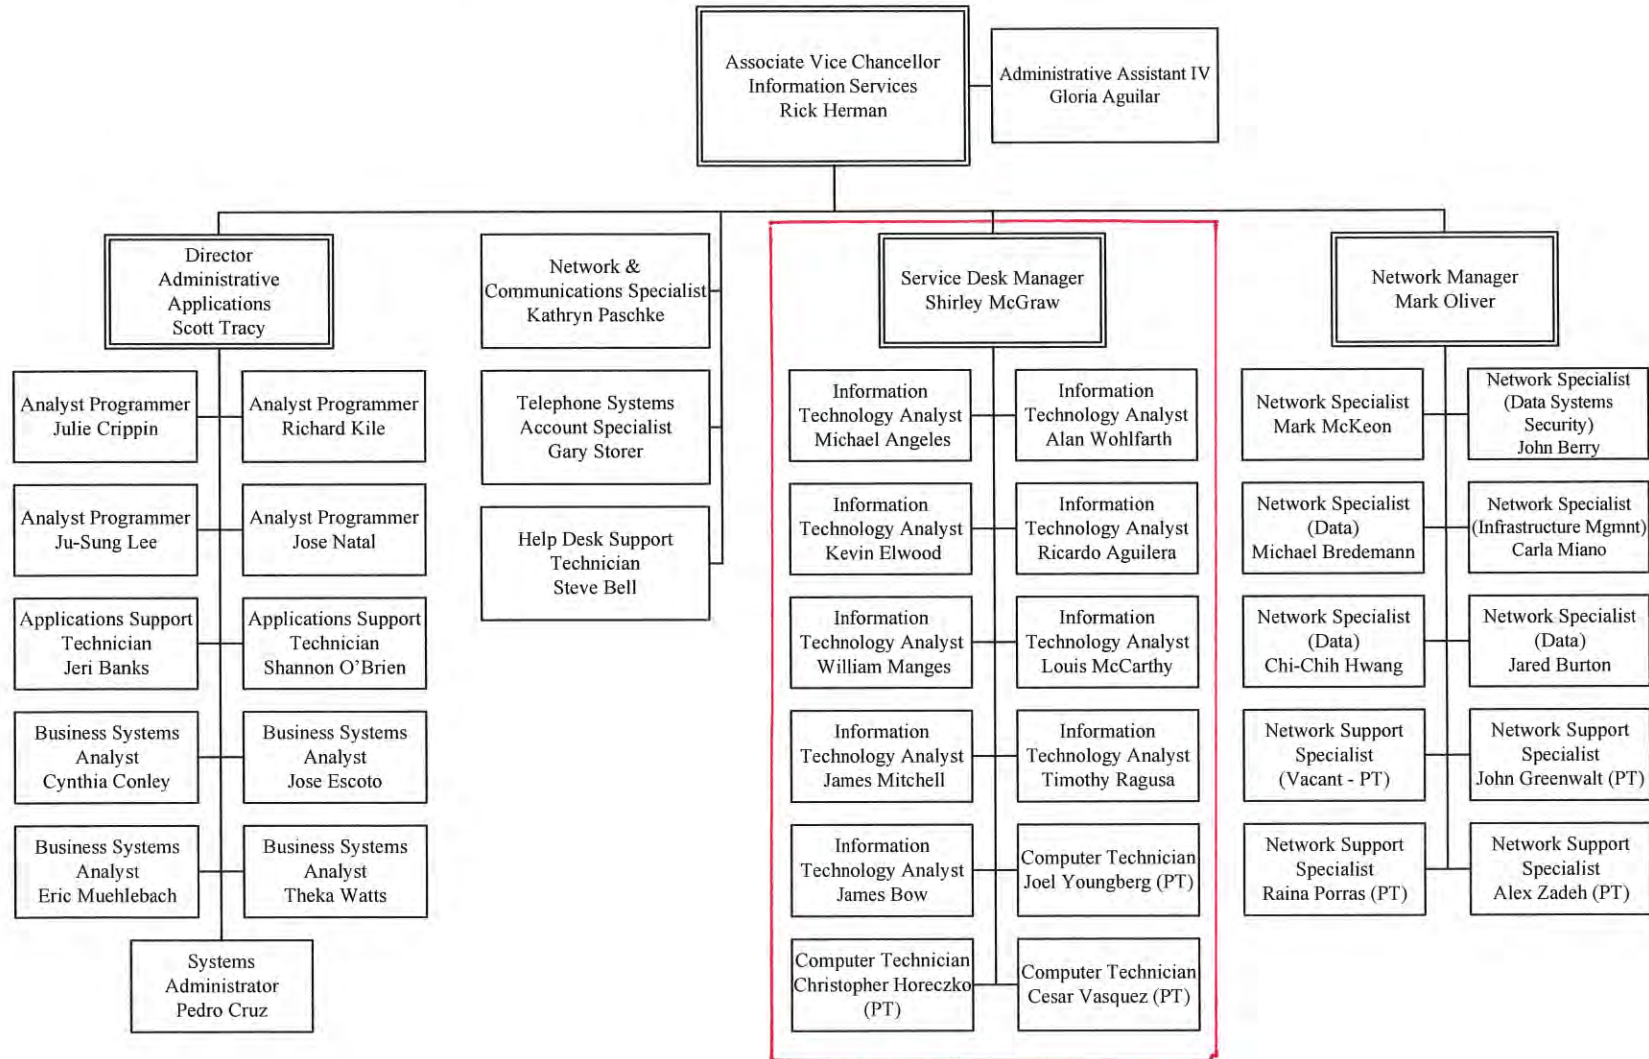 Associate Vice Chancellor
Information Services
Rick Herman
Administrative Assistant IV
Gloria Aguilar
Director
Administrative
Applications
Scott Tracy
Network &
Communications Specialist
Kathryn Paschke
Service Desk Manager
Shirley McGraw
Network Manager
Mark Oliver
Analyst Programmer
Julie Crippin
Analyst Programmer
Richard Kile
Telephone Systems
Account Specialist
Gary Storer
Information
Technology Analyst
Michael Angeles
Information
Technology Analyst
Alan Wohlfarth
Network Specialist
Mark McKeon
Network Specialist
(Data Systems
Security)
John Berry
Analyst Programmer
Ju-Sung Lee
Analyst Programmer
Jose Natal
Help Desk Support
Technician
Steve Bell
Information
Technology Analyst
Kevin Elwood
Information
Technology Analyst
Ricardo Aguilera
Network Specialist
(Data)
Michael Bredemann
Network Specialist
(Infrastructure Mgmnt)
Carla Miano
Applications Support
Technician
Jeri Banks
Applications Support
Technician
Shannon O’Brien
Information
Technology Analyst
William Manges
Information
Technology Analyst
Louis McCarthy
Network Specialist
(Data)
Chi-Chih Hwang
Network Specialist
(Data)
Jared Burton
Business Systems
Analyst
Cynthia Conley
Business Systems
Analyst
Jose Escoto
Information
Technology Analyst
James Mitchell
Information
Technology Analyst
Timothy Ragusa
Network Support
Specialist
(Vacant - PT)
Network Support
Specialist
John Greenwalt (PT)
Business Systems
Analyst
Eric Muehlebach
Business Systems
Analyst
Theka Watts
Information
Technology Analyst
James Bow
Computer Technician
Joel Youngberg (PT)
Network Support
Specialist
Raina Porras (PT)
Network Support
Specialist
Alex Zadeh (PT)
Systems
Administrator
Pedro Cruz
Computer Technician
Christopher Horeczko
(PT)
Computer Technician
Cesar Vasquez (PT)